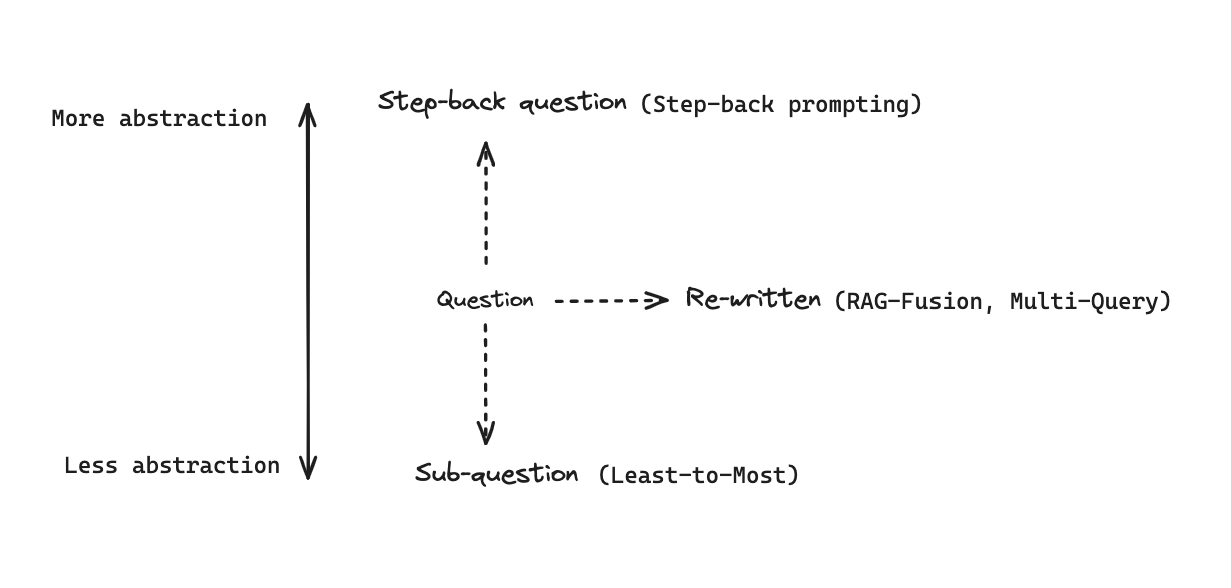 More abstraction
Step-back question (Step-back prompting)
Question
Re-written (RAG-Fusion, Multi-Query)
Less abstraction
Sub-question (Least-to-Most)